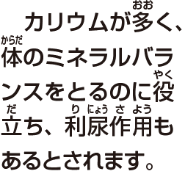 カリウムが多く、
体のミネラルバラ
ンスをとるのに役
立ち、利尿作用も
あるとされます。